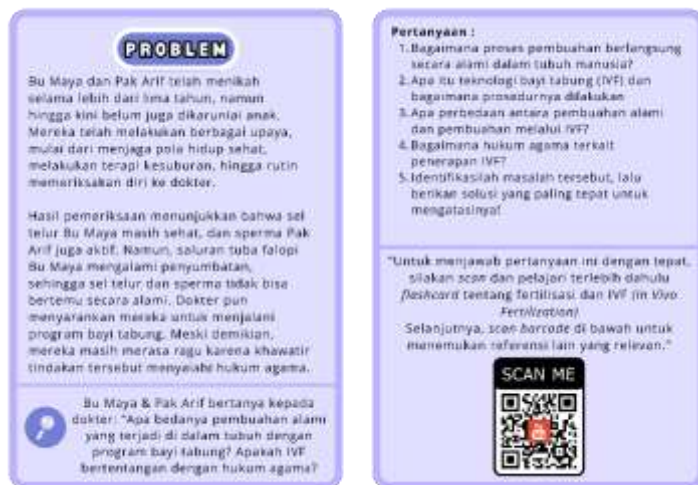 PROBLEM
Bu Maya dan Pak Arif telah menikah
selama lebih dari lima tahun, namun
hingga kini belum juga dikaruniai anak.
Mereka telah melakukan berbagai upaya,
mulai dari menjaga pola hidup sehat,
melakukan terapi kesuburan, hingga rutin
memeriksakan diri ke dokter.
Hasil pemeriksaan menunjukkan bahwa sel
telur Bu Maya masih sehat, dan sperma Pak
Arif juga aktif. Namun, saluran tuba falopi
Bu Maya mengalami penyumbatan,
sehingga sel telur dan sperma tidak bisa
bertemu secara alami. Dokter pun
menyarankan mereka untuk menjalani
program bayi tabung. Meski demikian,
mereka masih merasa ragu karena khawatir
tindakan tersebut menyalahi hukum agama.
Bu Maya & Pak Arif bertanya kepada
dokter: "Apa bedanya pembuahan alami
yang terjadi di dalam tubuh dengan
program bayi tabung? Apakah IVF
bertentangan dengan hukum agama?
Pertanyaan :
1. Bagaimana proses pembuahan berlangsung
secara alami dalam tubuh manusia?
2. Apa itu teknologi bayi tabung (IVF) dan
bagaimana prosedurnya dilakukan
3. Apa perbedaan antara pembuahan alami
dan pembuahan melalui IVF?
4. Bagaimana hukum agama terkait
penerapan IVF?
5. Identifikasilah masalah tersebut, lalu
berikan solusi yang paling tepat untuk
mengatasinya!
"Untuk menjawab pertanyaan ini dengan tepat,
silakan scan dan pelajari terlebih dahulu
flashcard tentang fertilisasi dan IVF (In Vivo
Fertilization)
Selanjutnya, scan barcode di bawah untuk
menemukan referensi lain yang relevan."
SCAN ME